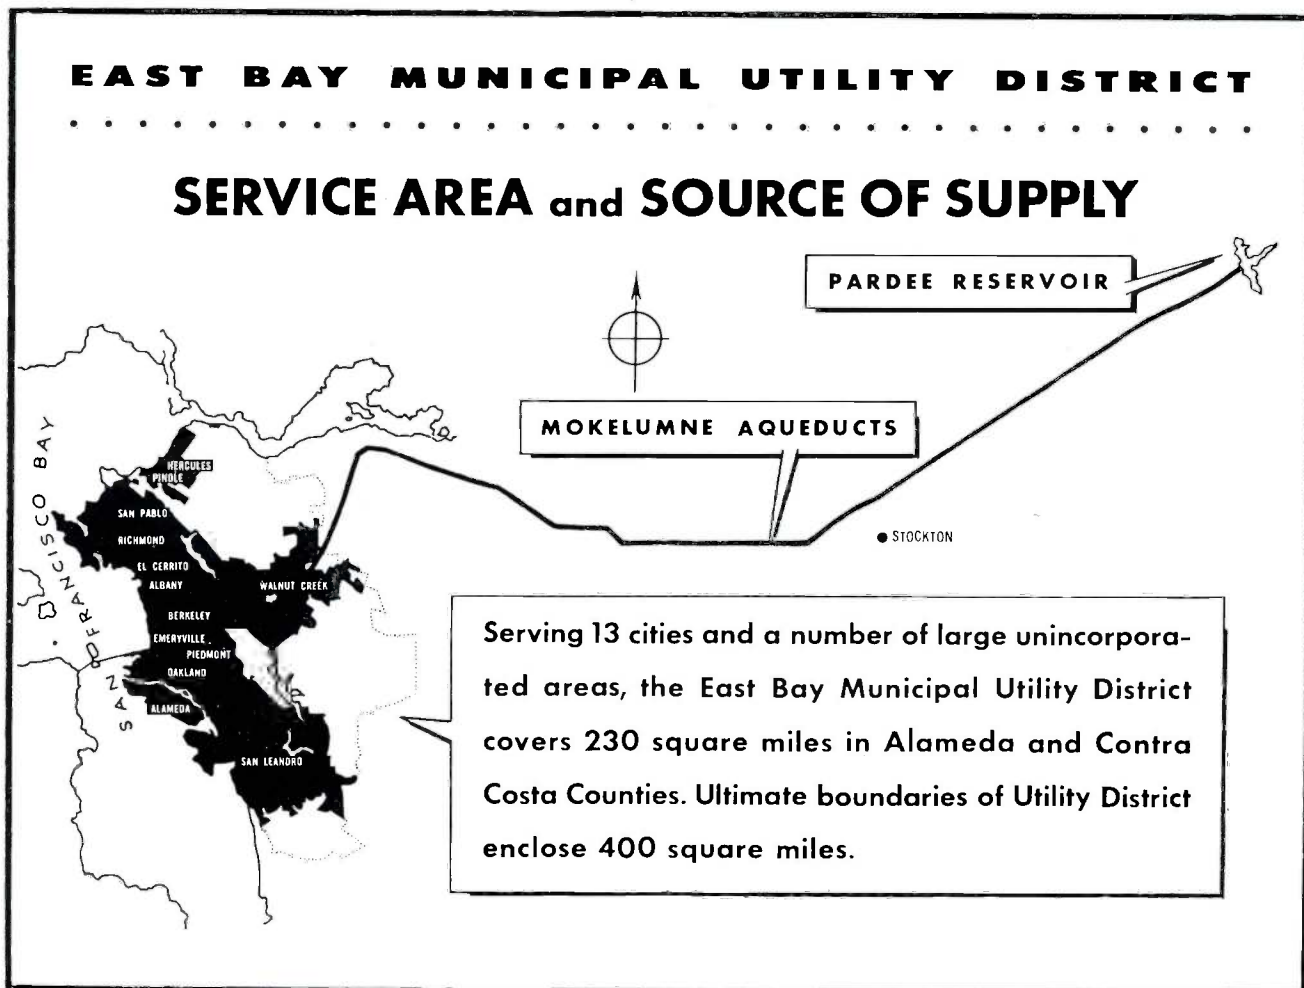 EAST BAY MUNICIPAL UTILITY DISTRICT
SERVICE AREA and SOURCE OF SUPPLY
PARDEE RESERVOIR
MOKELUMNE AQUEDUCTS
SAN FRANCISCO BAY
HERCULES
PINOLE
SAN PABLO
RICHMOND
EL CERRITO
ALBANY
WALNUT CREEK
BERKELEY
EMERYVILLE
PIEDMONT
OAKLAND
ALAMEDA
SAN LEANDRO
STOCKTON
Serving 13 cities and a number of large unincorpora-
ted areas, the East Bay Municipal Utility District
covers 230 square miles in Alameda and Contra
Costa Counties. Ultimate boundaries of Utility District
enclose 400 square miles.